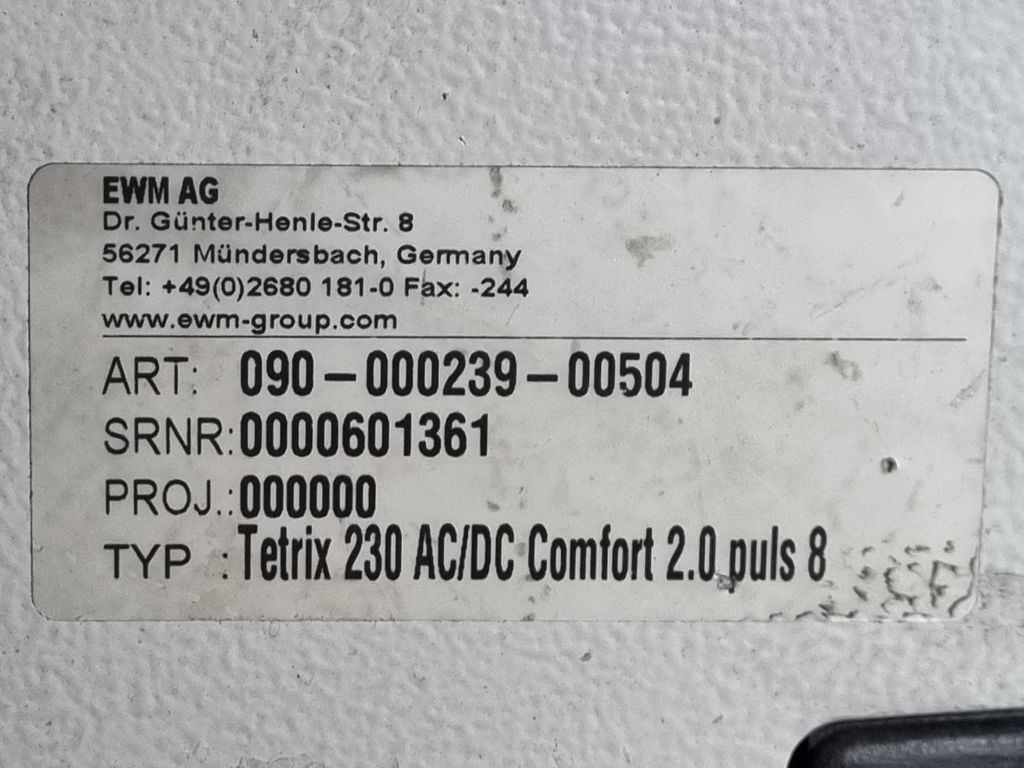 EWM AG
Dr. Günter-Henle-Str. 8
56271 Mündersbach, Germany
Tel: +49(0)2680 181-0 Fax: -244
www.ewm-group.com
ART: 090-000239-00504
SRNR:0000601361
PROJ.:000000
TYP :Tetrix 230 AC/DC Comfort 2.0 puls 8